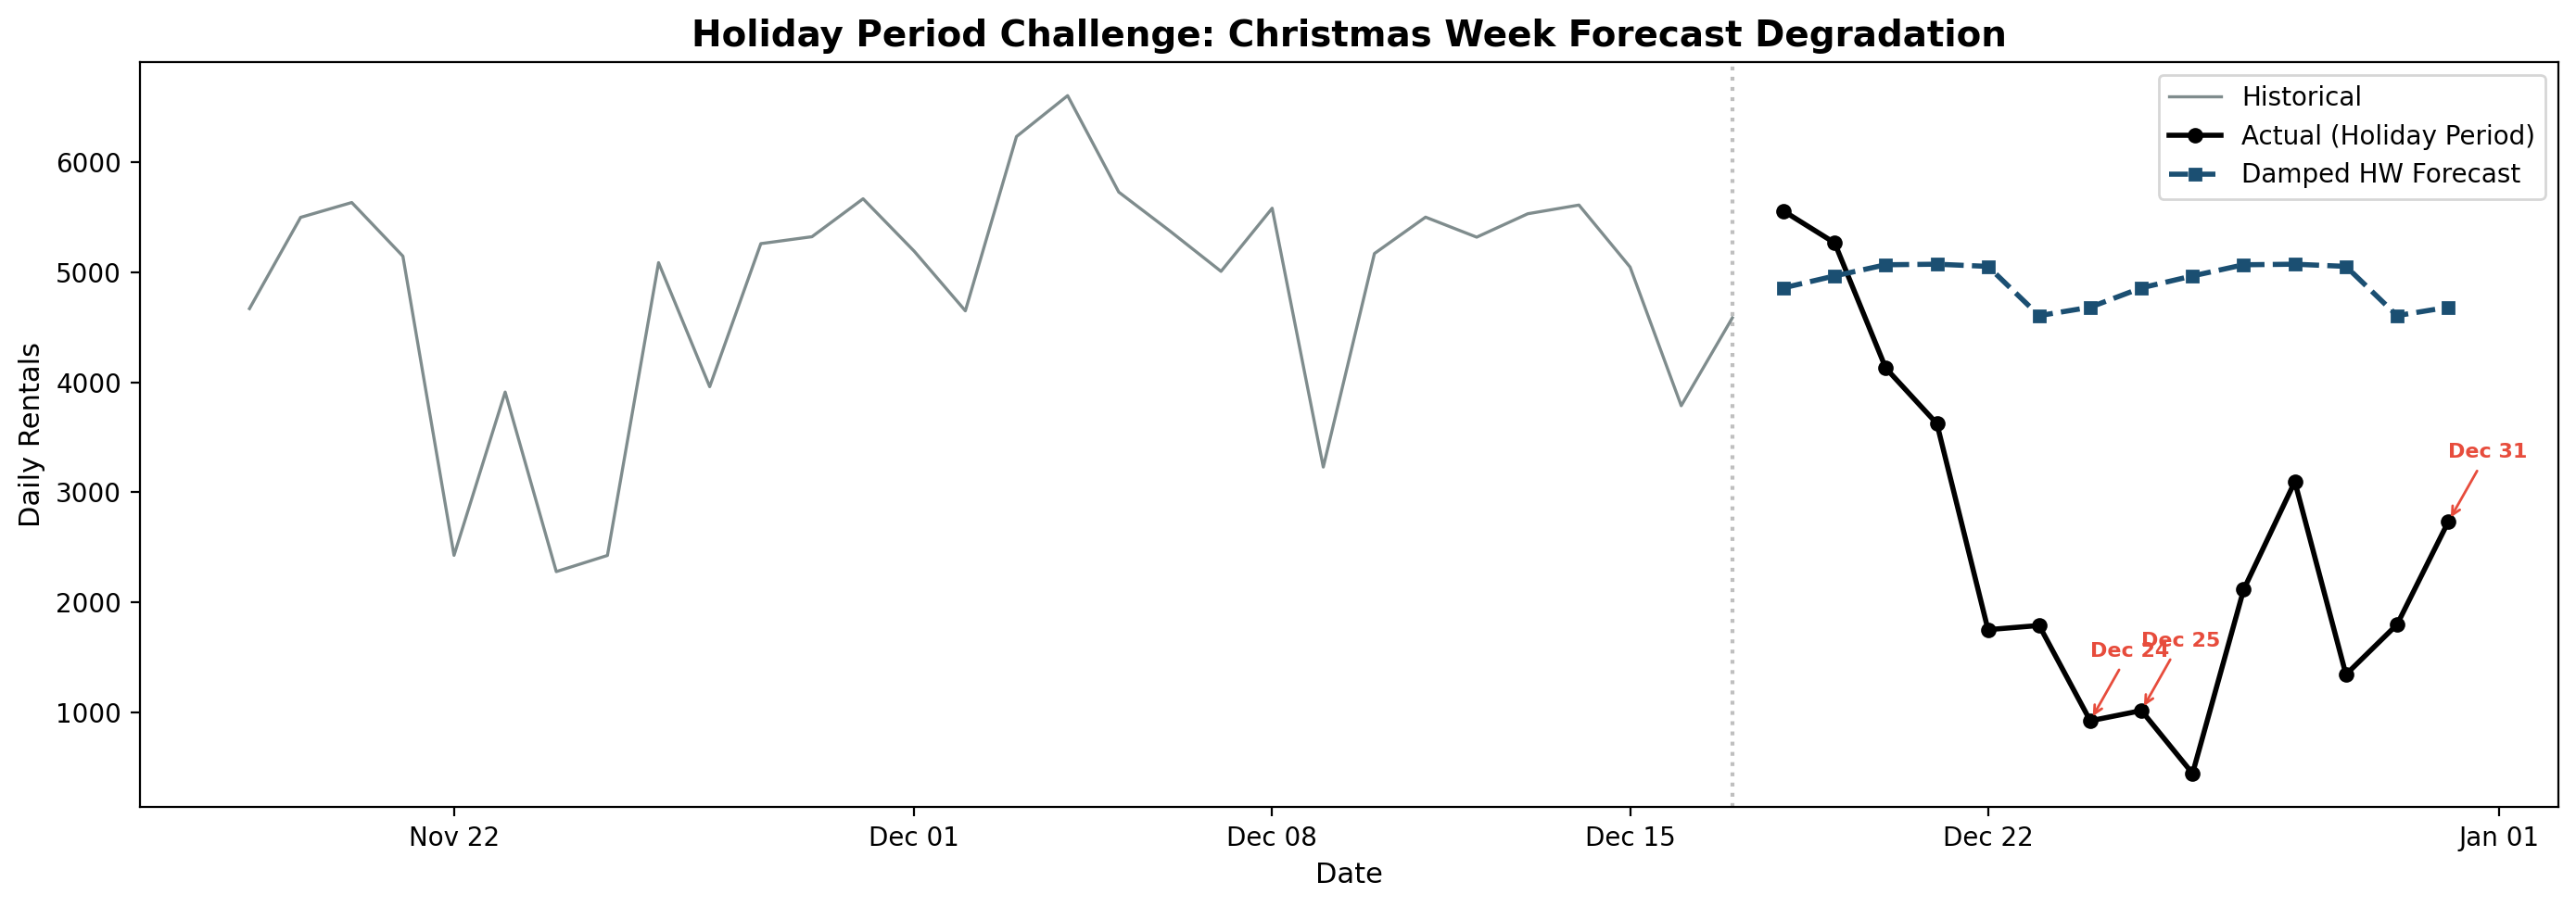 Holiday Period Challenge: Christmas Week Forecast Degradation
Historical
Actual (Holiday Period)
Damped HW Forecast
Daily Rentals
6000
5000
4000
3000
2000
1000
Dec 31
Dec 25
Dec 24
Nov 22
Dec 01
Dec 08
Dec 15
Dec 22
Jan 01
Date